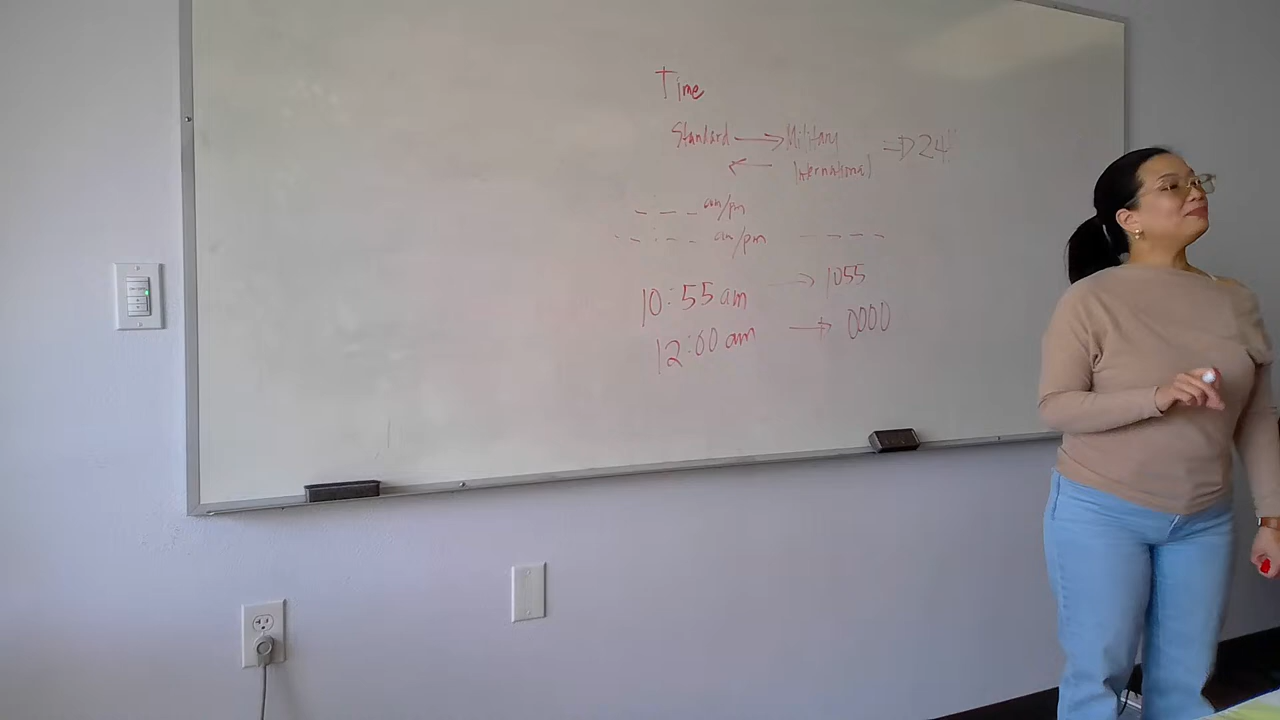 Time
Standard → Military ⇒ 24
← International
_ : _ _ am/pm
_ _ : _ _ am/pm _ _ _ _
10:55 am → 1055
12:00 am → 0000